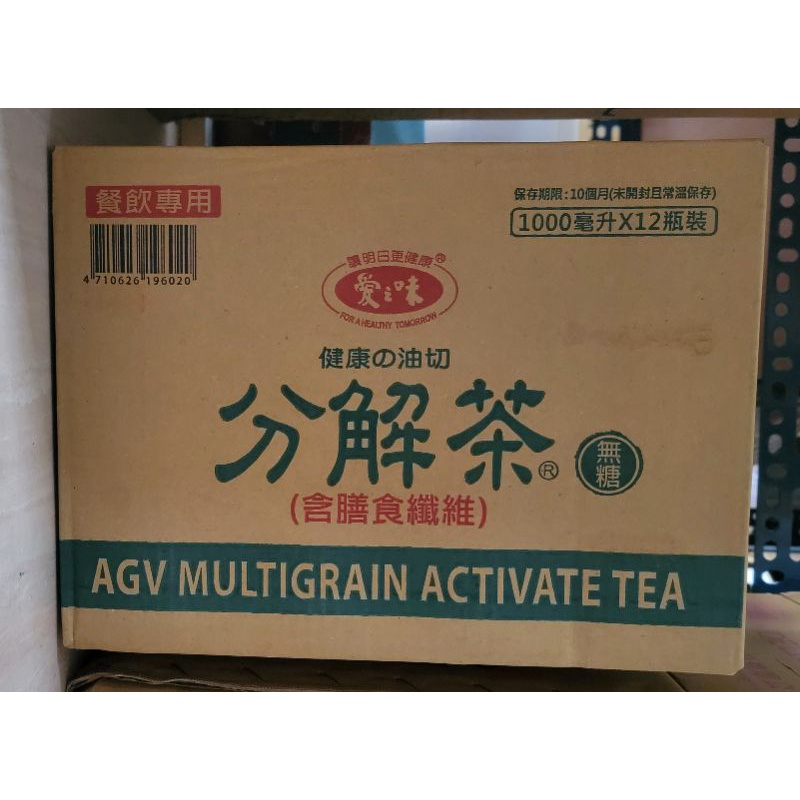 餐飲專用
4 710626 196020
保存期限:10個月(未開封且常溫保存)
1000毫升X12瓶裝
讓明日更健康®
愛之味
FOR A HEALTHY TOMORROW
健康の油切
分解茶®
無糖
(含膳食纖維)
AGV MULTIGRAIN ACTIVATE TEA